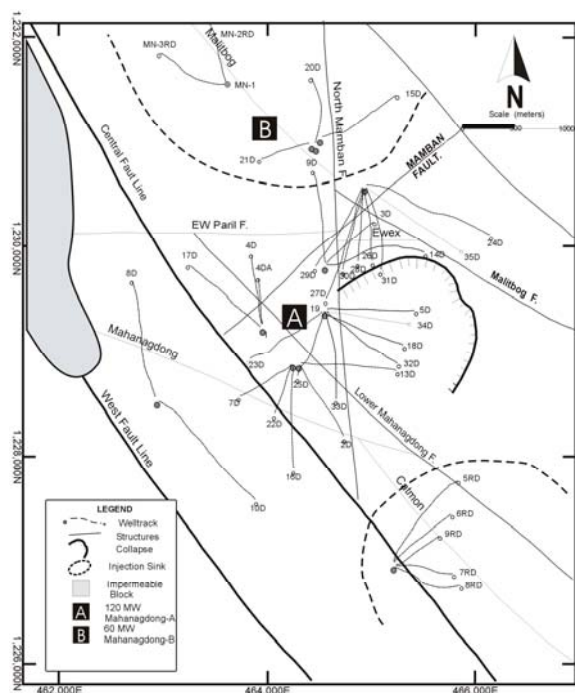 1,232,000N
MN-2RD
MN-3RD
Malitbog
MN-1
20D
15D
N
Scale (meters)
1000
B
21D
9D
North Mamban F.
MAMBAN
FAULT.
Central Faut Line
3D
Ewex
24D
EW Paril F.
1,230,000N
4D
17D
4DA
8D
29D
30D
28D
26D
31D
14D
35D
Malitbog F.
27D
19
A
5D
34D
Mahanagdong
23D
18D
32D
13D
25D
7D
22D
33D
2D
Lower Mahanagdong F.
West Fault Line
1,228,000N
16D
10D
Catmon
5RD
6RD
9RD
7RD
8RD
LEGEND
Welltrack
Structures
Collapse
Injection Sink
Impermeable
Block
A
120 MW
Mahanagdong-A
B
60 MW
Mahanagdong-B
1,226,000N
462,000E
464,000E
466,000E